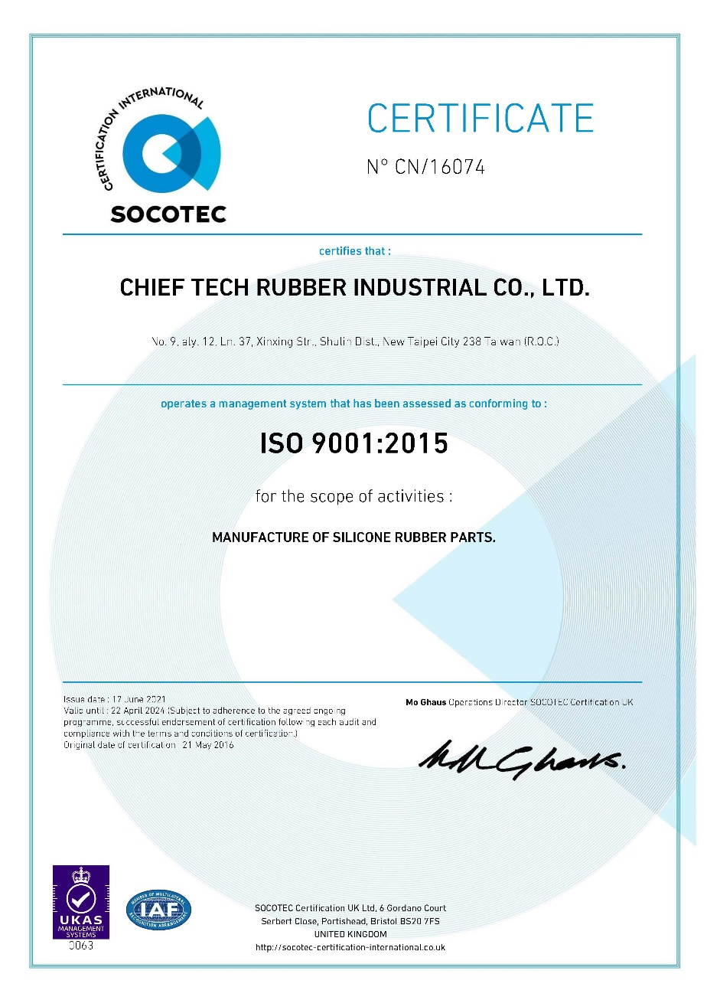 CERTIFICATION INTERNATIONAL
SOCOTEC
CERTIFICATE
N° CN/16074
certifies that :
CHIEF TECH RUBBER INDUSTRIAL CO., LTD.
No. 9, aly. 12, Ln. 37, Xinxing Str., Shulin Dist., New Taipei City 238 Taiwan (R.O.C.)
operates a management system that has been assessed as conforming to :
ISO 9001:2015
for the scope of activities :
MANUFACTURE OF SILICONE RUBBER PARTS.
Issue date : 17 June 2021
Valid until : 22 April 2024 (Subject to adherence to the agreed ongoing
programme, successful endorsement of certification following each audit and
compliance with the terms and conditions of certification.)
Original date of certification : 21 May 2016
Mo Ghaus Operations Director SOCOTEC Certification UK
UKAS
MANAGEMENT
SYSTEMS
0063
MEMBER OF MULTILATERAL
IAF
RECOGNITION ARRANGEMENT
SOCOTEC Certification UK Ltd, 6 Gordano Court
Serbert Close, Portishead, Bristol BS20 7FS
UNITED KINGDOM
http://socotec-certification-international.co.uk